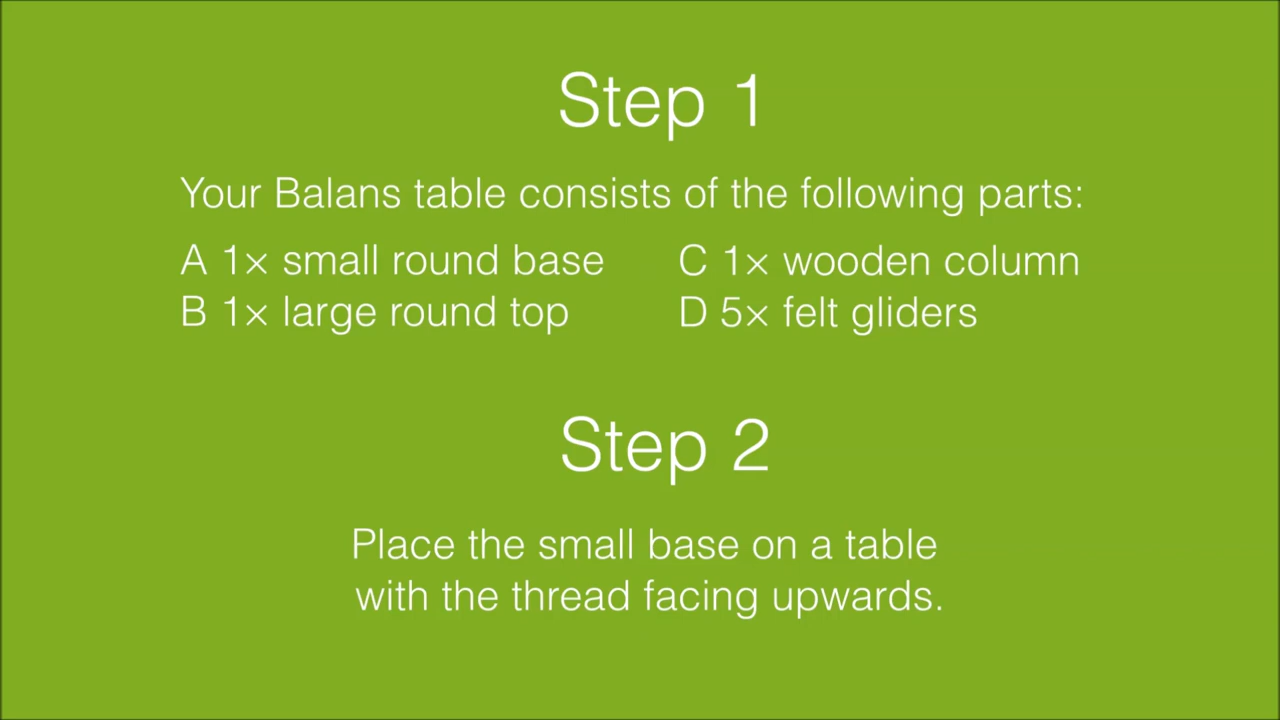 Step 1
Your Balans table consists of the following parts:
A 1× small round base
B 1× large round top
C 1× wooden column
D 5× felt gliders
Step 2
Place the small base on a table
with the thread facing upwards.